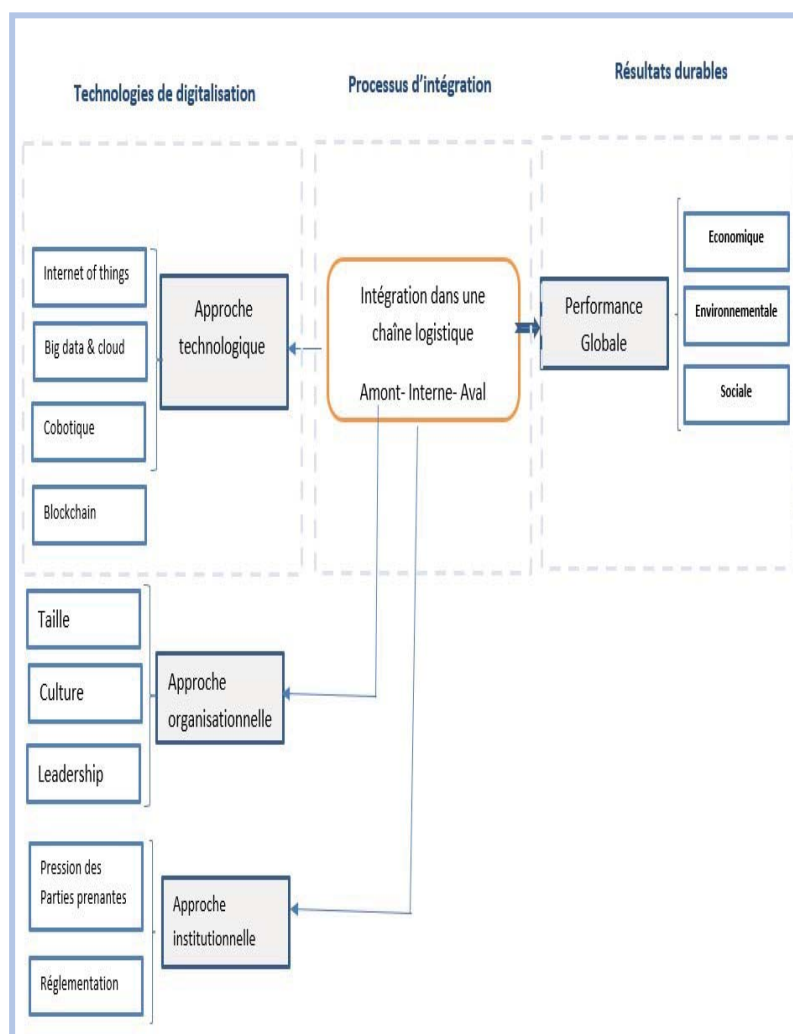 Technologies de digitalisation
Processus d'intégration
Résultats durables
Internet of things
Big data & cloud
Cobotique
Blockchain
Approche
technologique
Intégration dans une
chaîne logistique
Amont- Interne- Aval
Performance
Globale
Economique
Environnementale
Sociale
Taille
Culture
Leadership
Approche
organisationnelle
Pression des
Parties prenantes
Réglementation
Approche
institutionnelle